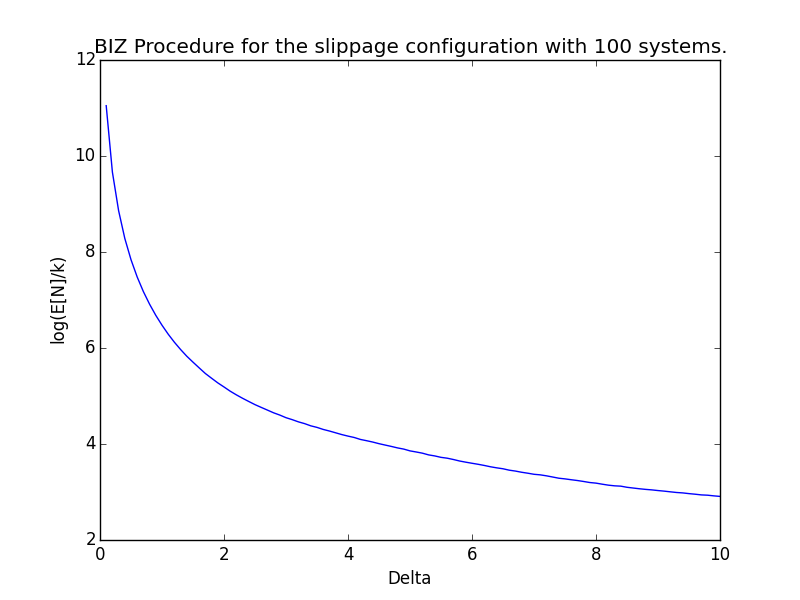 BIZ Procedure for the slippage configuration with 100 systems.
12
10
8
6
4
2
log(E[N]/k)
0 2 4 6 8 10
Delta